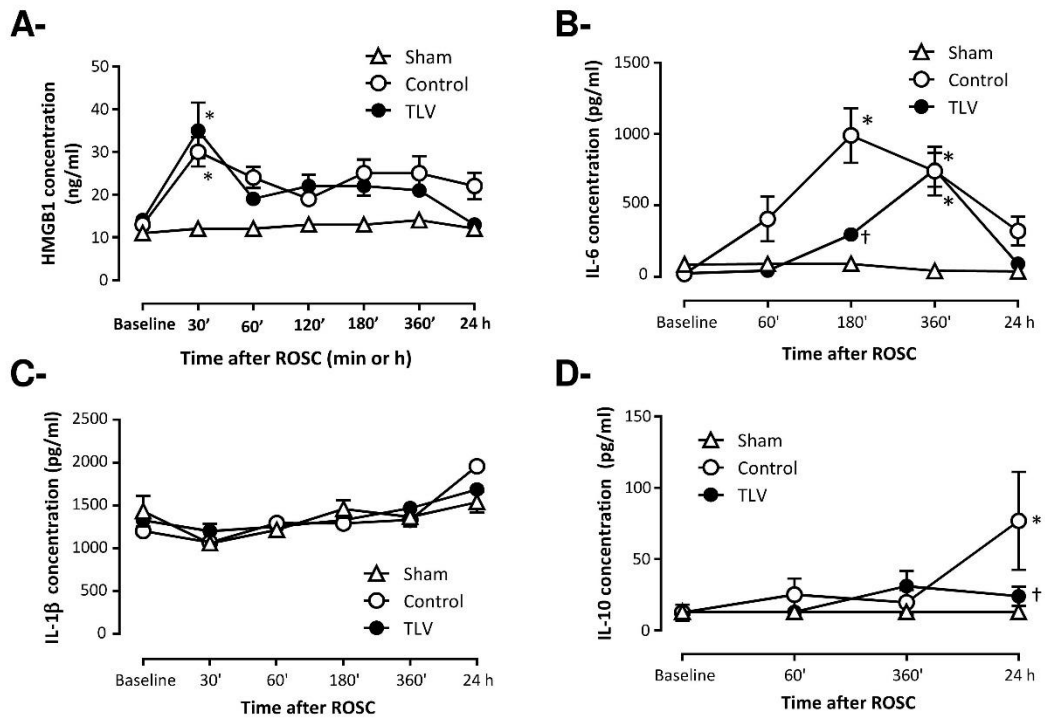 A-
HMGB1 concentration
(ng/ml)
50
40
30
20
10
0
Sham
Control
TLV
*
*
Baseline 30' 60' 120' 180' 360' 24 h
Time after ROSC (min or h)
B-
IL-6 concentration (pg/ml)
1500
1000
500
0
Sham
Control
TLV
*
*
*
†
Baseline 60' 180' 360' 24 h
Time after ROSC
C-
IL-1β concentration (pg/ml)
2500
2000
1500
1000
500
0
Sham
Control
TLV
Baseline 30' 60' 180' 360' 24 h
Time after ROSC
D-
IL-10 concentration (pg/ml)
150
100
50
0
Sham
Control
TLV
*
†
Baseline 60' 360' 24 h
Time after ROSC